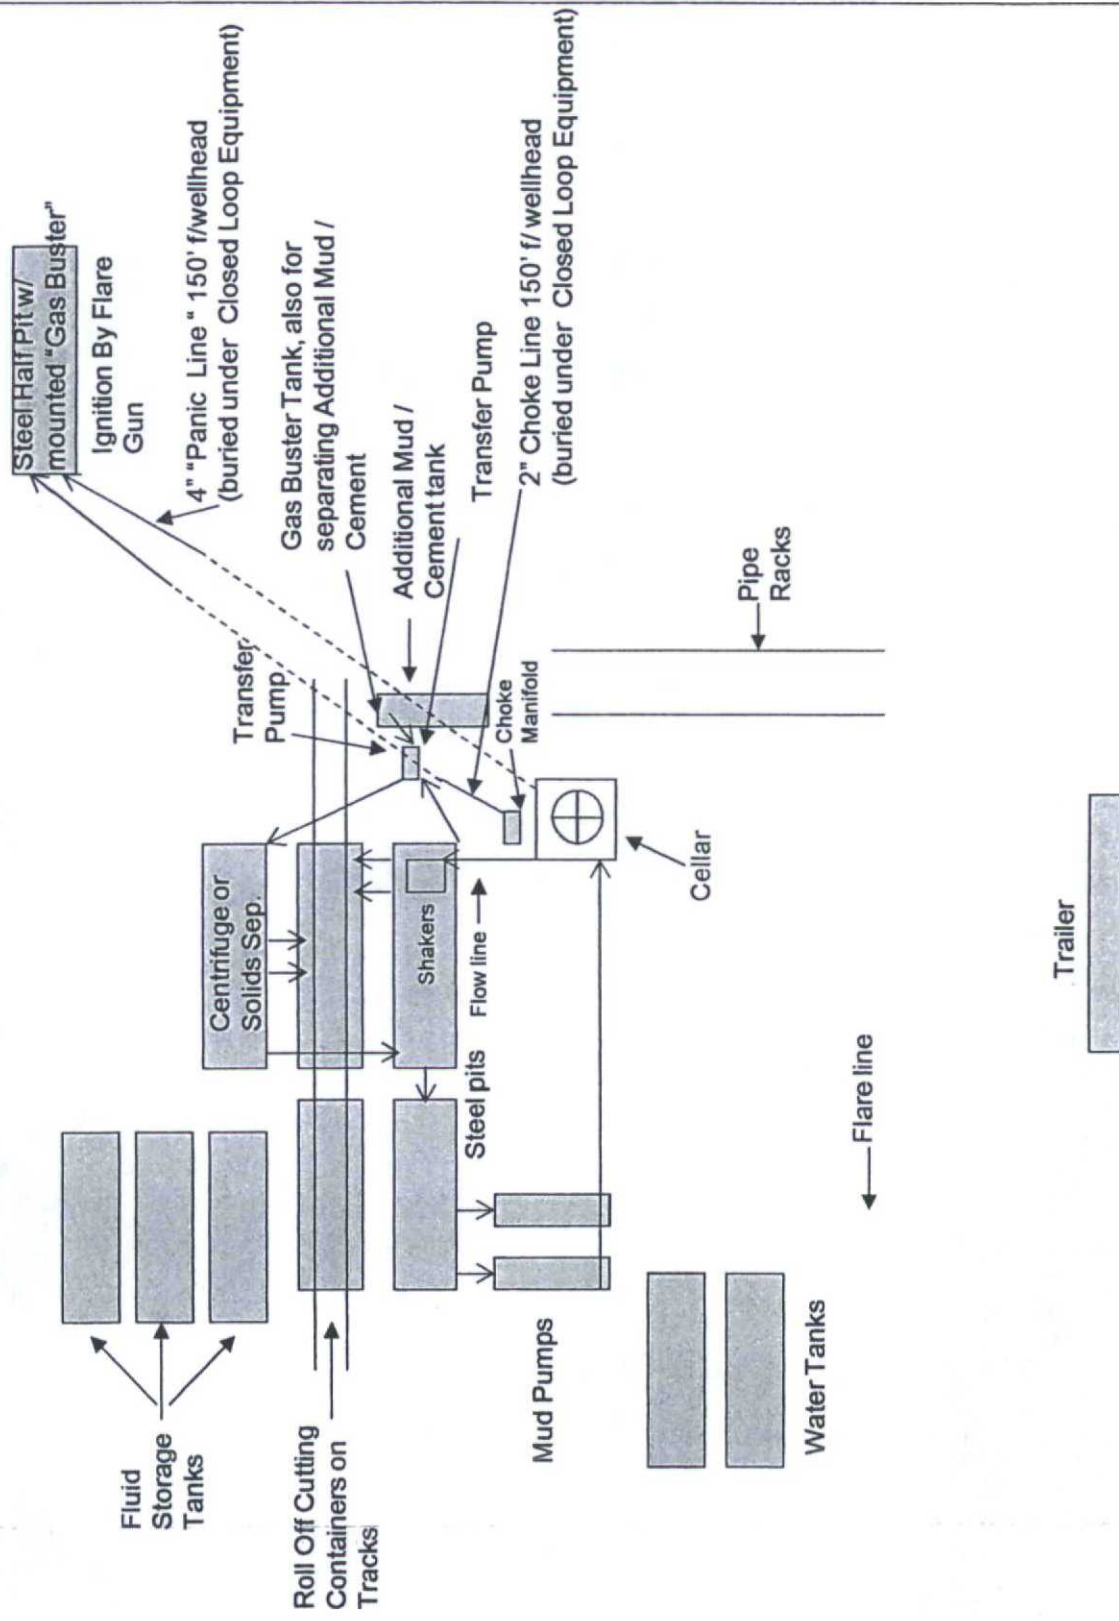 Fluid
Storage
Tanks
Roll Off Cutting
Containers on
Tracks
Centrifuge or
Solids Sep.
Transfer
Pump
Steel Half Pit w/
mounted "Gas Buster"
Ignition By Flare
Gun
4" "Panic Line " 150' f/wellhead
(buried under Closed Loop Equipment)
Gas Buster Tank, also for
separating Additional Mud /
Cement
Additional Mud /
Cement tank
Transfer Pump
2" Choke Line 150' f/ wellhead
(buried under Closed Loop Equipment)
Shakers
Flow line
Choke
Manifold
Steel pits
Mud Pumps
Cellar
Pipe
Racks
Water Tanks
Flare line
Trailer